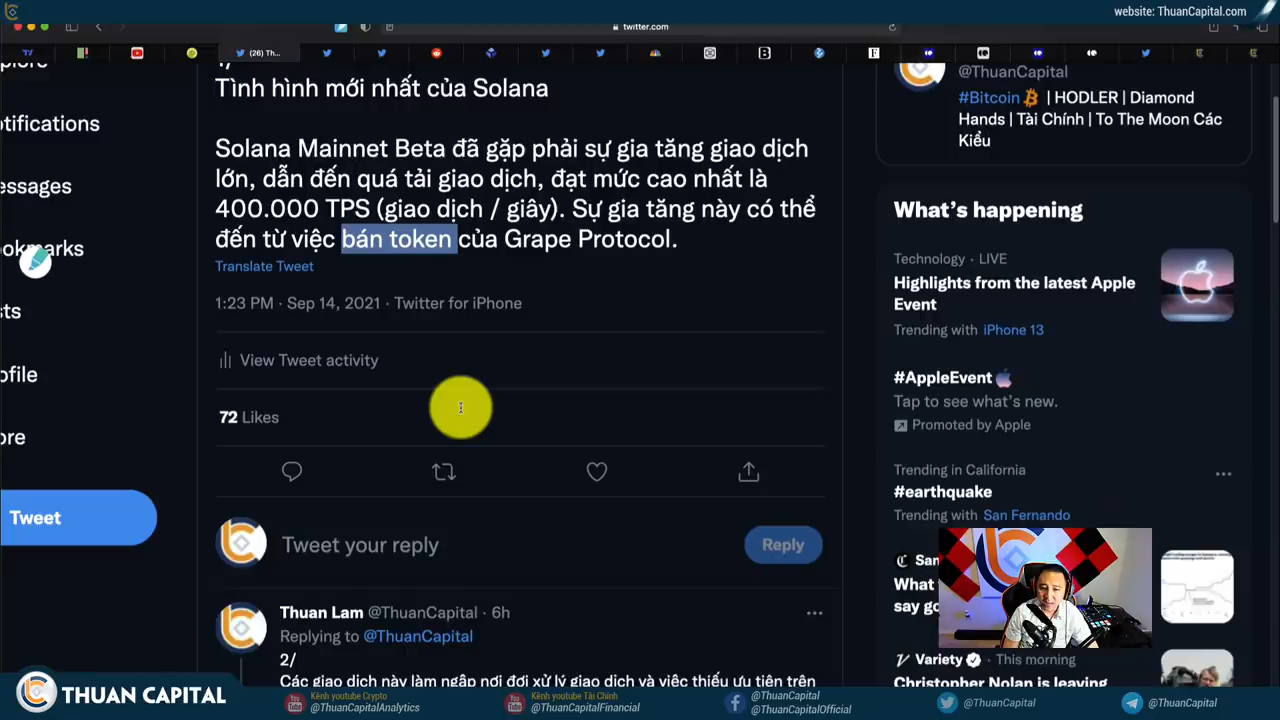 website: ThuanCapital.com
twitter.com
(26) Th...
Tình hình mới nhất của Solana
Solana Mainnet Beta đã gặp phải sự gia tăng giao dịch
lớn, dẫn đến quá tải giao dịch, đạt mức cao nhất là
400.000 TPS (giao dịch / giây). Sự gia tăng này có thể
đến từ việc bán token của Grape Protocol.
Translate Tweet
1:23 PM · Sep 14, 2021 · Twitter for iPhone
View Tweet activity
72 Likes
Tweet your reply
Reply
Thuan Lam @ThuanCapital · 6h
Replying to @ThuanCapital
2/
Các giao dịch này làm ngập nơi đợi xử lý giao dịch và việc thiếu ưu tiên trên
plore
otifications
essages
okmarks
sts
ofile
ore
Tweet
@ThuanCapital
#Bitcoin | HODLER | Diamond
Hands | Tài Chính | To The Moon Các
Kiểu
What's happening
Technology · LIVE
Highlights from the latest Apple
Event
Trending with iPhone 13
#AppleEvent
Tap to see what's new.
Promoted by Apple
Trending in California
#earthquake
Trending with San Fernando
San
What
say go
Variety · This morning
Christopher Nolan is leaving
THUAN CAPITAL
Kênh youtube Crypto
@ThuanCapitalAnalytics
Kênh youtube Tài Chính
@ThuanCapitalFinancial
@ThuanCapital
@ThuanCapitalOfficial
@ThuanCapital
@ThuanCapital